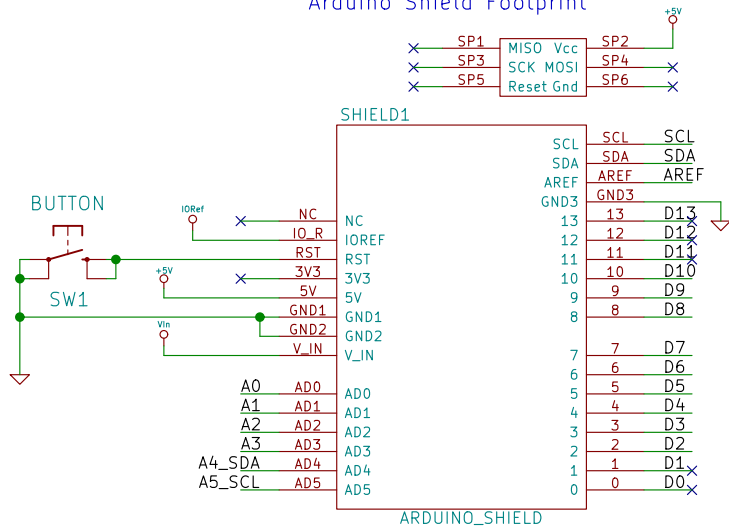 Arduino Shield Footprint
+5V
SP1 MISO Vcc SP2
SP3 SCK MOSI SP4
SP5 Reset Gnd SP6
SHIELD1
SCL SCL SCL
SDA SDA SDA
AREF AREF AREF
BUTTON
GND3 GND3
IORef
NC NC 13 13 D13
IO_R IOREF 12 12 D12
RST RST 11 11 D11
+5V
3V3 3V3 10 10 D10
SW1
5V 5V 9 9 D9
GND1 GND1 8 8 D8
Vin
GND2 GND2
V_IN V_IN 7 7 D7
6 6 D6
A0 AD0 AD0 5 5 D5
A1 AD1 AD1 4 4 D4
A2 AD2 AD2 3 3 D3
A3 AD3 AD3 2 2 D2
A4_SDA AD4 AD4 1 1 D1
A5_SCL AD5 AD5 0 0 D0
ARDUINO_SHIELD